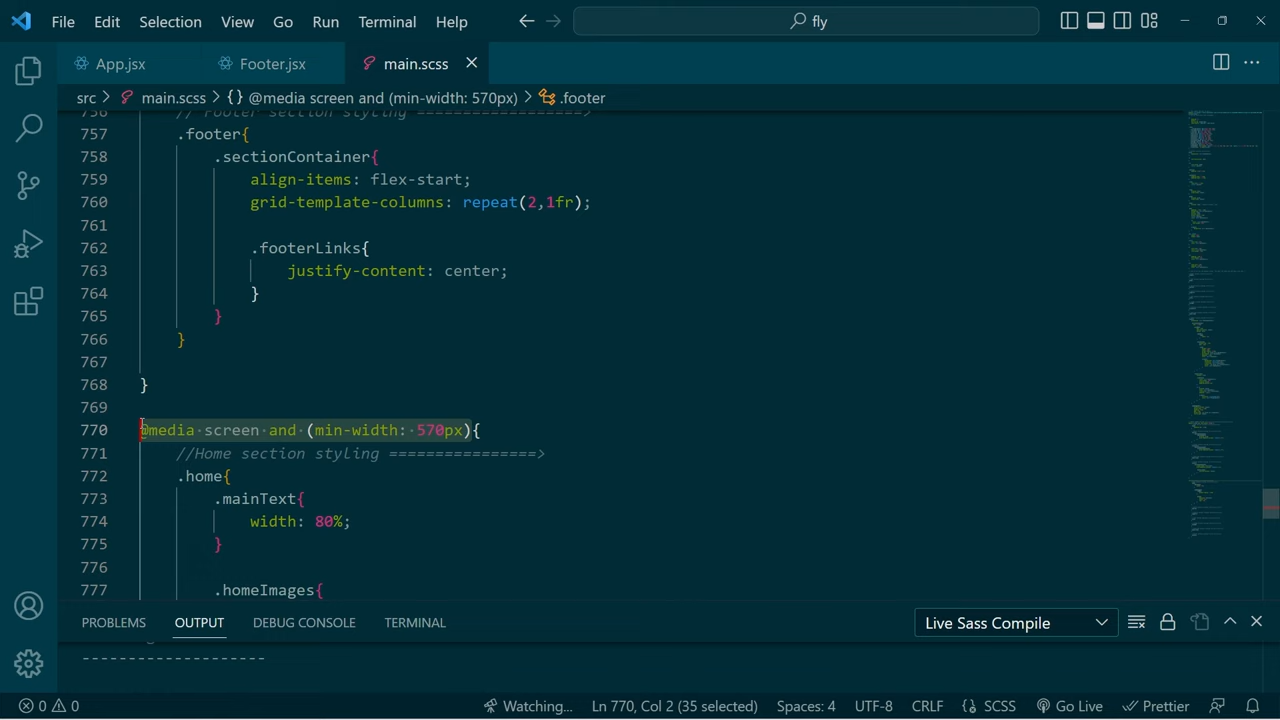 File Edit Selection View Go Run Terminal Help fly
App.jsx Footer.jsx main.scss
src > main.scss > {} @media screen and (min-width: 570px) > .footer
756 // Footer section styling =================>
757 .footer{
758 .sectionContainer{
759 align-items: flex-start;
760 grid-template-columns: repeat(2,1fr);
761
762 .footerLinks{
763 justify-content: center;
764 }
765 }
766 }
767
768 }
769
770 @media screen and (min-width: 570px){
771 //Home section styling ================>
772 .home{
773 .mainText{
774 width: 80%;
775 }
776
777 .homeImages{
PROBLEMS OUTPUT DEBUG CONSOLE TERMINAL Live Sass Compile
--------------------
0 0 Watching... Ln 770, Col 2 (35 selected) Spaces: 4 UTF-8 CRLF {} SCSS Go Live Prettier